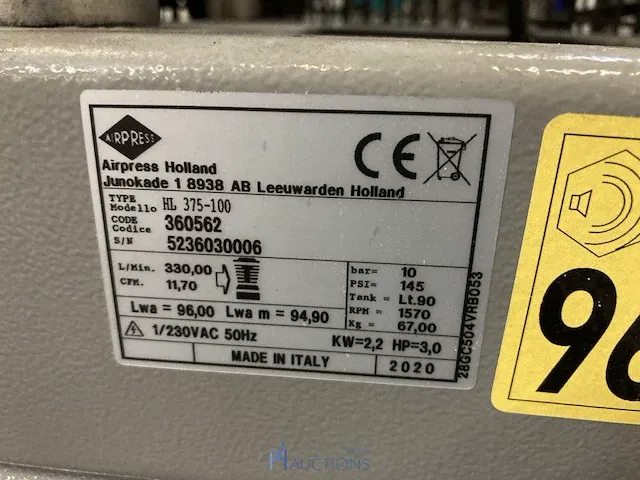 AIRPRESS
Airpress Holland
Junokade 1 8938 AB Leeuwarden Holland
TYPE
Modello HL 375-100
CODE
Codice 360562
S/N 5236030006
L/Min. 330,00
CFM. 11,70
bar= 10
PSI= 145
Tank = Lt.90
RPM = 1570
Kg = 67,00
Lwa = 96,00 Lwa m = 94,90
1/230VAC 50Hz KW=2,2 HP=3,0
MADE IN ITALY 2020
28GC504VRB053
CE
96
AUCTIONS